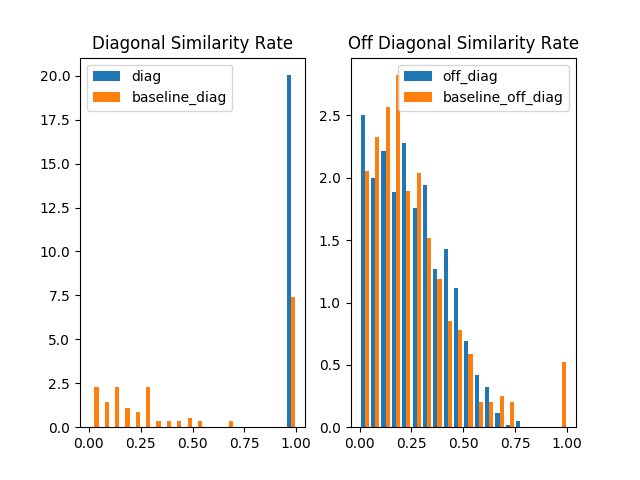 Diagonal Similarity Rate
Off Diagonal Similarity Rate
diag
baseline_diag
off_diag
baseline_off_diag
20.0
17.5
15.0
12.5
10.0
7.5
5.0
2.5
0.0
0.00 0.25 0.50 0.75 1.00
2.5
2.0
1.5
1.0
0.5
0.0
0.00 0.25 0.50 0.75 1.00